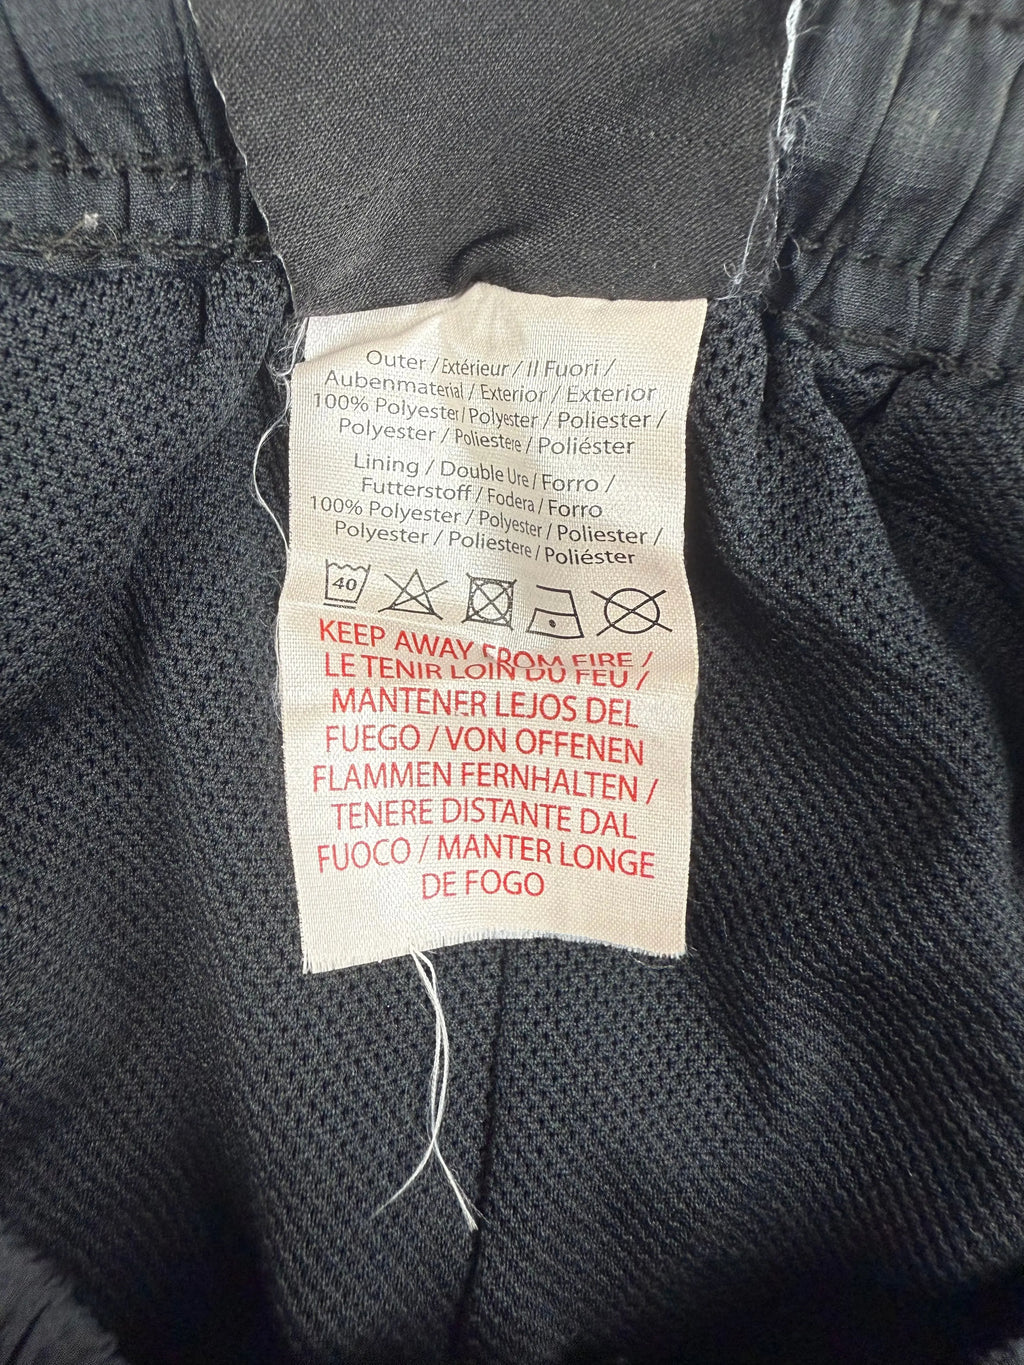 Outer / Extérieur / Il Fuori /
Aubenmaterial / Exterior / Exterior
100% Polyester / Polyester / Poliester /
Polyester / Poliestere / Poliéster
Lining / Double Ure / Forro /
Futterstoff / Fodera / Forro
100% Polyester / Polyester / Poliester /
Polyester / Poliestere / Poliéster
40
KEEP AWAY FROM FIRE /
LE TENIR LOIN DU FEU /
MANTENER LEJOS DEL
FUEGO / VON OFFENEN
FLAMMEN FERNHALTEN /
TENERE DISTANTE DAL
FUOCO / MANTER LONGE
DE FOGO